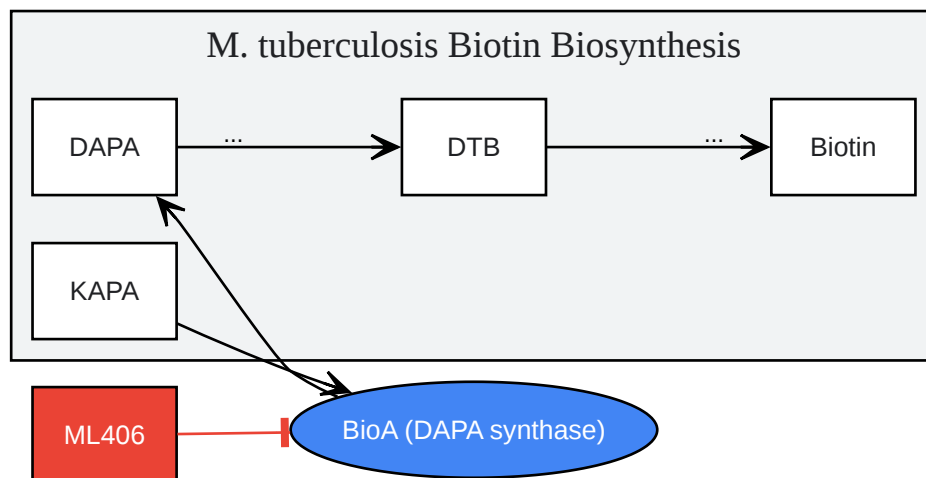 M. tuberculosis Biotin Biosynthesis
DAPA
...
DTB
...
Biotin
KAPA
ML406
BioA (DAPA synthase)